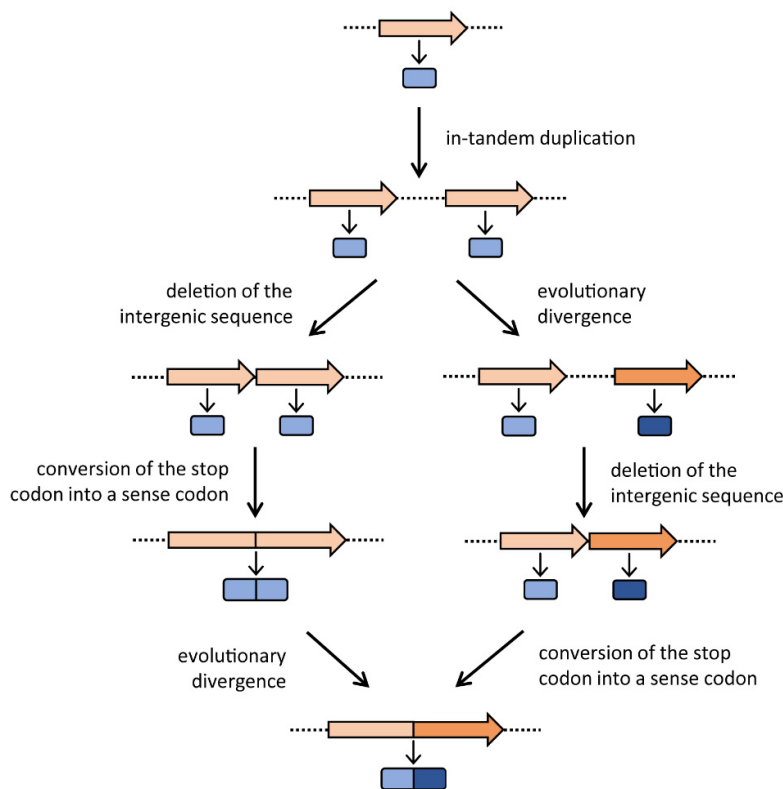 in-tandem duplication
deletion of the
intergenic sequence
evolutionary
divergence
conversion of the stop
codon into a sense codon
deletion of the
intergenic sequence
evolutionary
divergence
conversion of the stop
codon into a sense codon